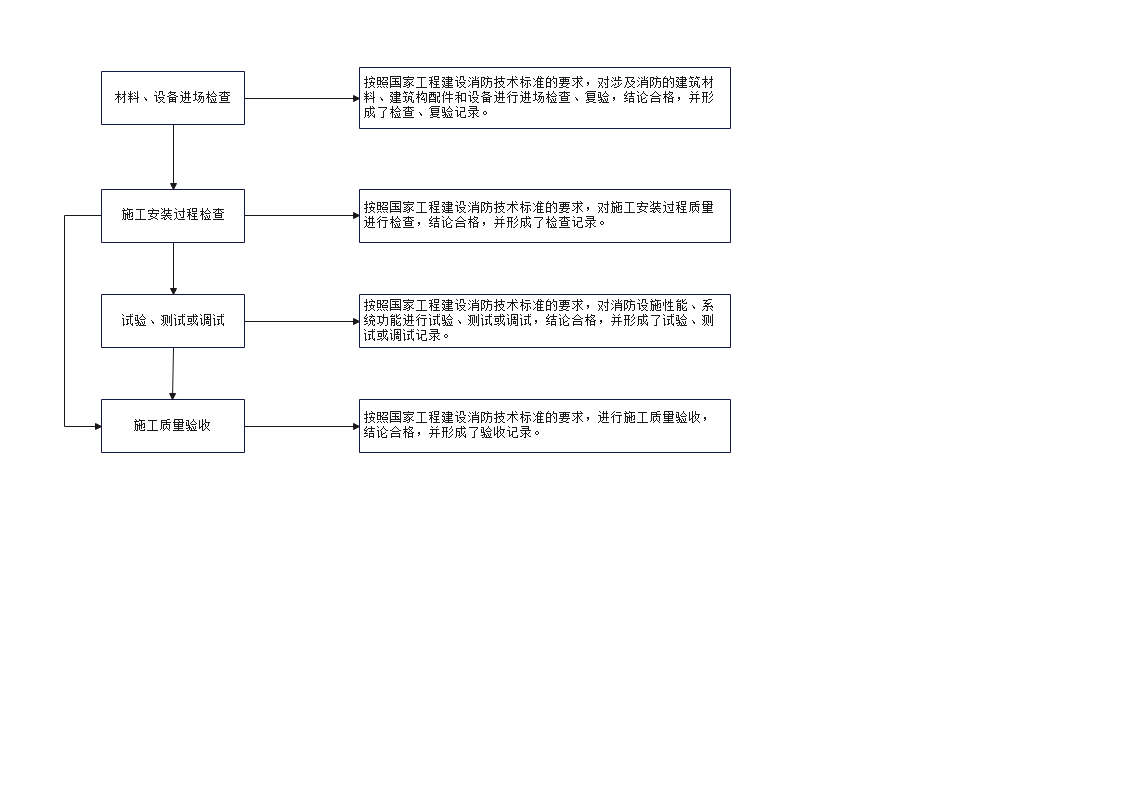 材料、设备进场检查
按照国家工程建设消防技术标准的要求，对涉及消防的建筑材
料、建筑构配件和设备进行进场检查、复验，结论合格，并形
成了检查、复验记录。
施工安装过程检查
按照国家工程建设消防技术标准的要求，对施工安装过程质量
进行检查，结论合格，并形成了检查记录。
试验、测试或调试
按照国家工程建设消防技术标准的要求，对消防设施性能、系
统功能进行试验、测试或调试，结论合格，并形成了试验、测
试或调试记录。
施工质量验收
按照国家工程建设消防技术标准的要求，进行施工质量验收，
结论合格，并形成了验收记录。